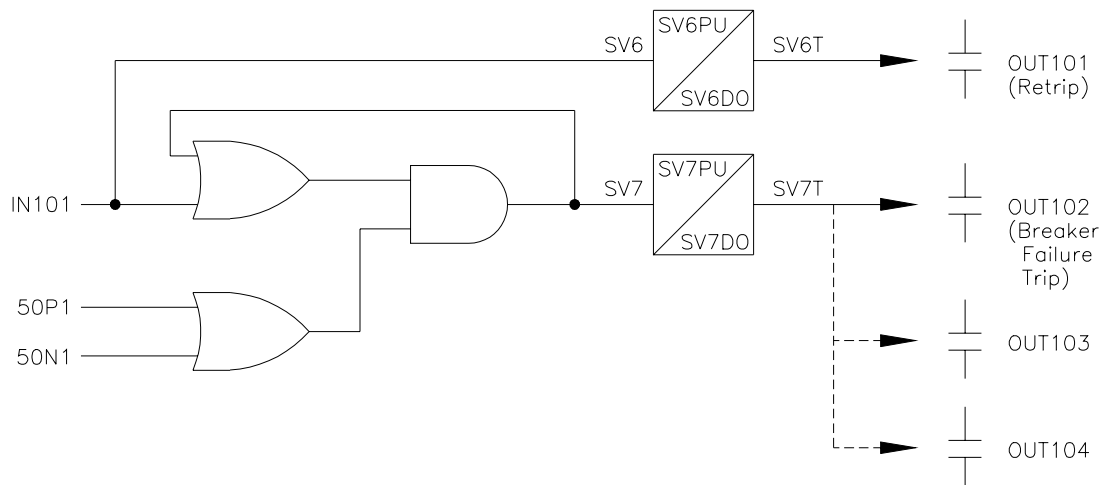 SV6
SV6PU
SV6DO
SV6T
OUT101
(Retrip)
IN101
SV7
SV7PU
SV7DO
SV7T
OUT102
(Breaker
Failure
Trip)
50P1
50N1
OUT103
OUT104